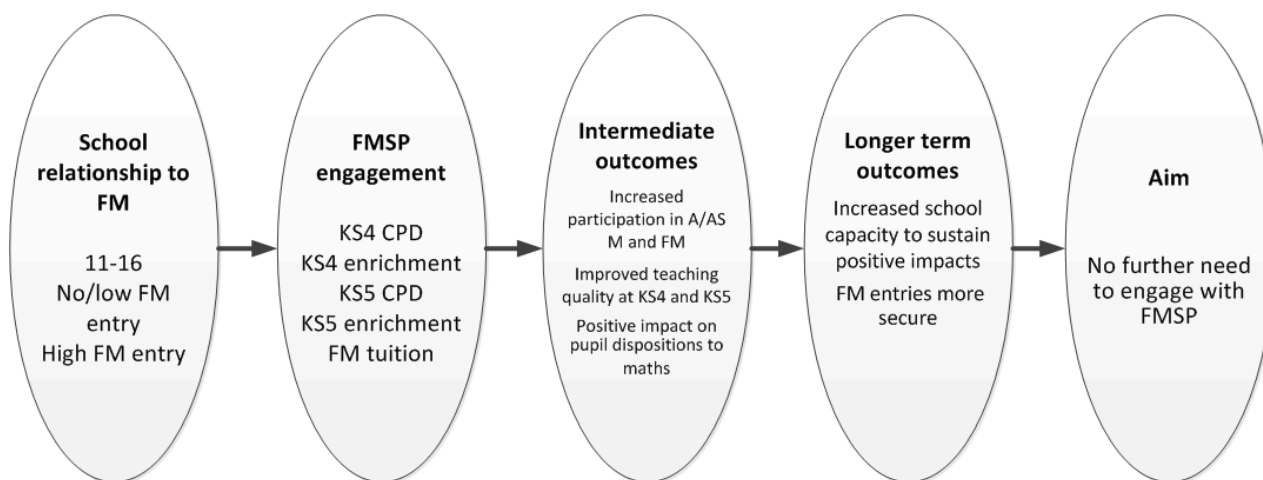 School
relationship to
FM
11-16
No/low FM
entry
High FM entry
FMSP
engagement
KS4 CPD
KS4 enrichment
KS5 CPD
KS5 enrichment
FM tuition
Intermediate
outcomes
Increased
participation in A/AS
M and FM
Improved teaching
quality at KS4 and KS5
Positive impact on
pupil dispositions to
maths
Longer term
outcomes
Increased school
capacity to sustain
positive impacts
FM entries more
secure
Aim
No further need
to engage with
FMSP